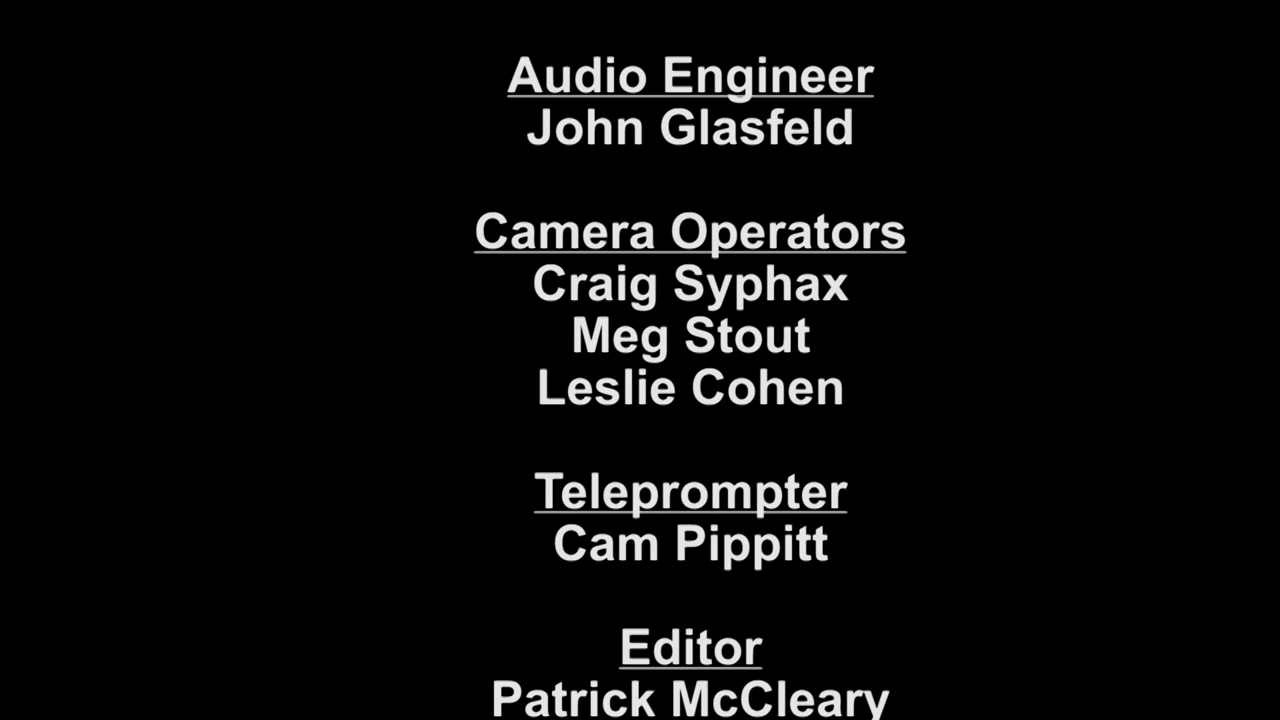 Audio Engineer
John Glasfeld
Camera Operators
Craig Syphax
Meg Stout
Leslie Cohen
Teleprompter
Cam Pippitt
Editor
Patrick McCleary